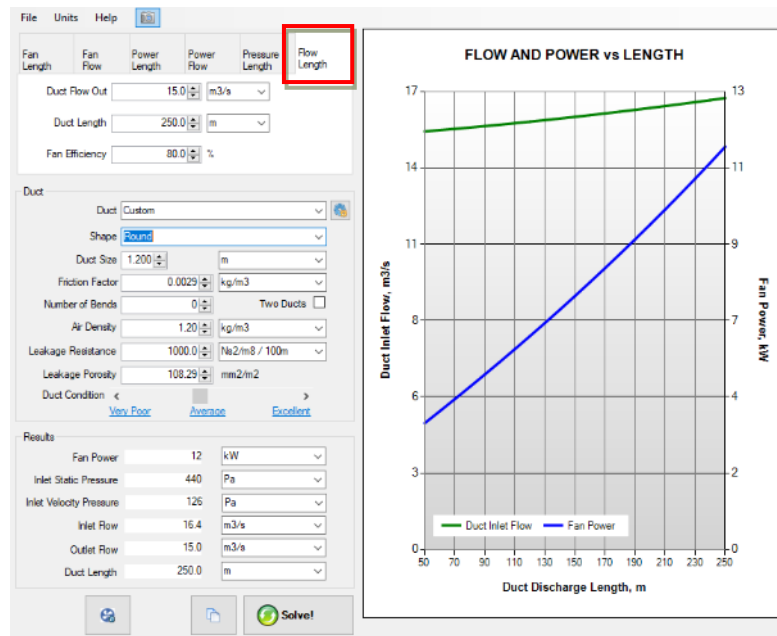 File Units Help
Fan Length
Fan Flow
Power Length
Power Flow
Pressure Length
Flow Length
Duct Flow Out 15.0 m3/s
Duct Length 250.0 m
Fan Efficiency 80.0 %
Duct
Duct Custom
Shape Round
Duct Size 1.200 m
Friction Factor 0.0029 kg/m3
Number of Bends 0 Two Ducts
Air Density 1.20 kg/m3
Leakage Resistance 1000.0 Ns2/m8 / 100m
Leakage Porosity 108.29 mm2/m2
Duct Condition < >
Very Poor Average Excellent
Results
Fan Power 12 kW
Inlet Static Pressure 440 Pa
Inlet Velocity Pressure 126 Pa
Inlet Flow 16.4 m3/s
Outlet Flow 15.0 m3/s
Duct Length 250.0 m
Solve!
FLOW AND POWER vs LENGTH
Duct Inlet Flow, m3/s
17
14
11
8
6
3
0
13
11
9
7
4
2
0
Fan Power, kW
Duct Inlet Flow Fan Power
50 70 90 110 130 150 170 190 210 230 250
Duct Discharge Length, m